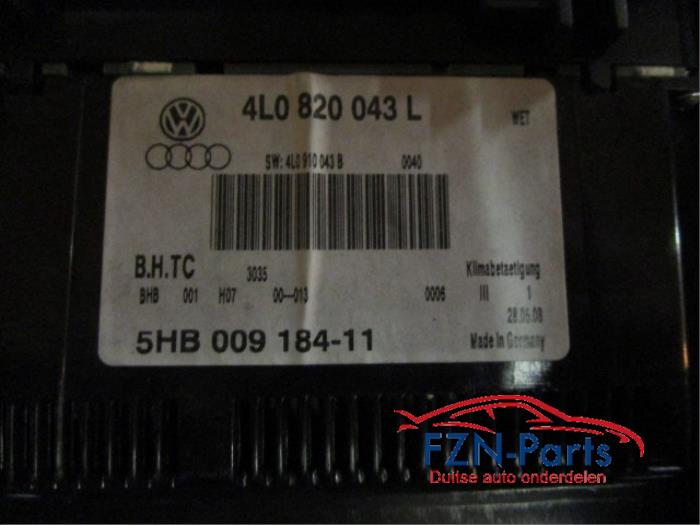 4L0 820 043 L
WET
SW: 4L0 910 043 B 0040
B.H.TC 3035 Klimabetaetigung
BHB 001 H07 00-013 0006 III 1
28.05.08
5HB 009 184-11 Made in Germany
FZN-Parts
Duitse auto onderdelen